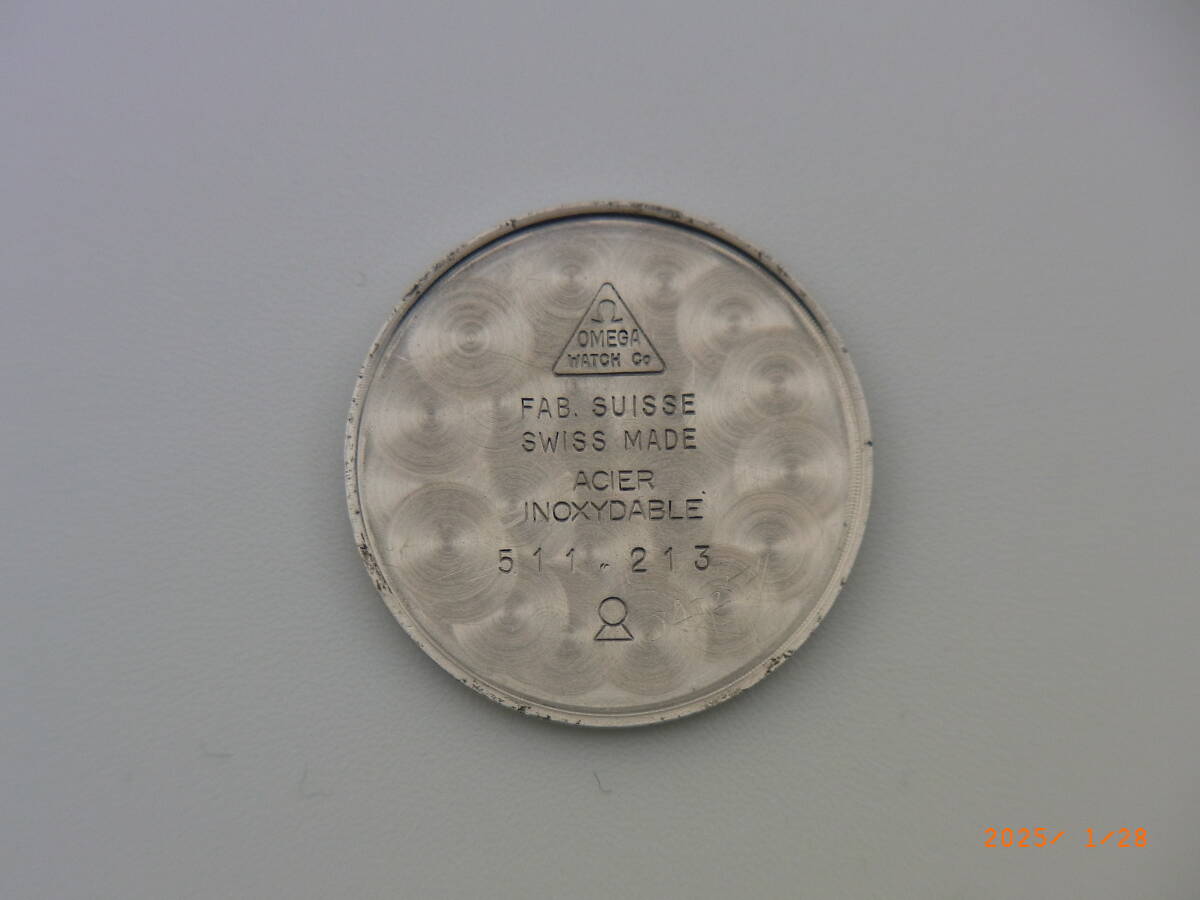 Ω
OMEGA
WATCH Co
FAB. SUISSE
SWISS MADE
ACIER
INOXYDABLE
511.213
2025/ 1/28